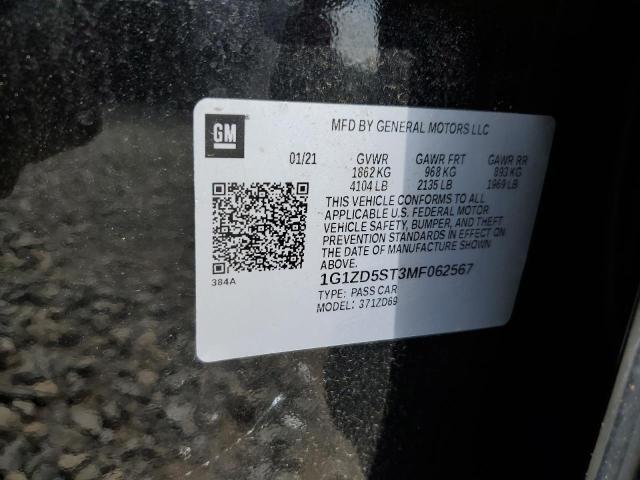 GM
MFD BY GENERAL MOTORS LLC
01/21 GVWR GAWR FRT GAWR RR
1862 KG 968 KG 893 KG
4104 LB 2135 LB 1969 LB
THIS VEHICLE CONFORMS TO ALL
APPLICABLE U.S. FEDERAL MOTOR
VEHICLE SAFETY, BUMPER, AND THEFT
PREVENTION STANDARDS IN EFFECT ON
THE DATE OF MANUFACTURE SHOWN
ABOVE.
384A
1G1ZD5ST3MF062567
TYPE: PASS CAR
MODEL: 371ZD69